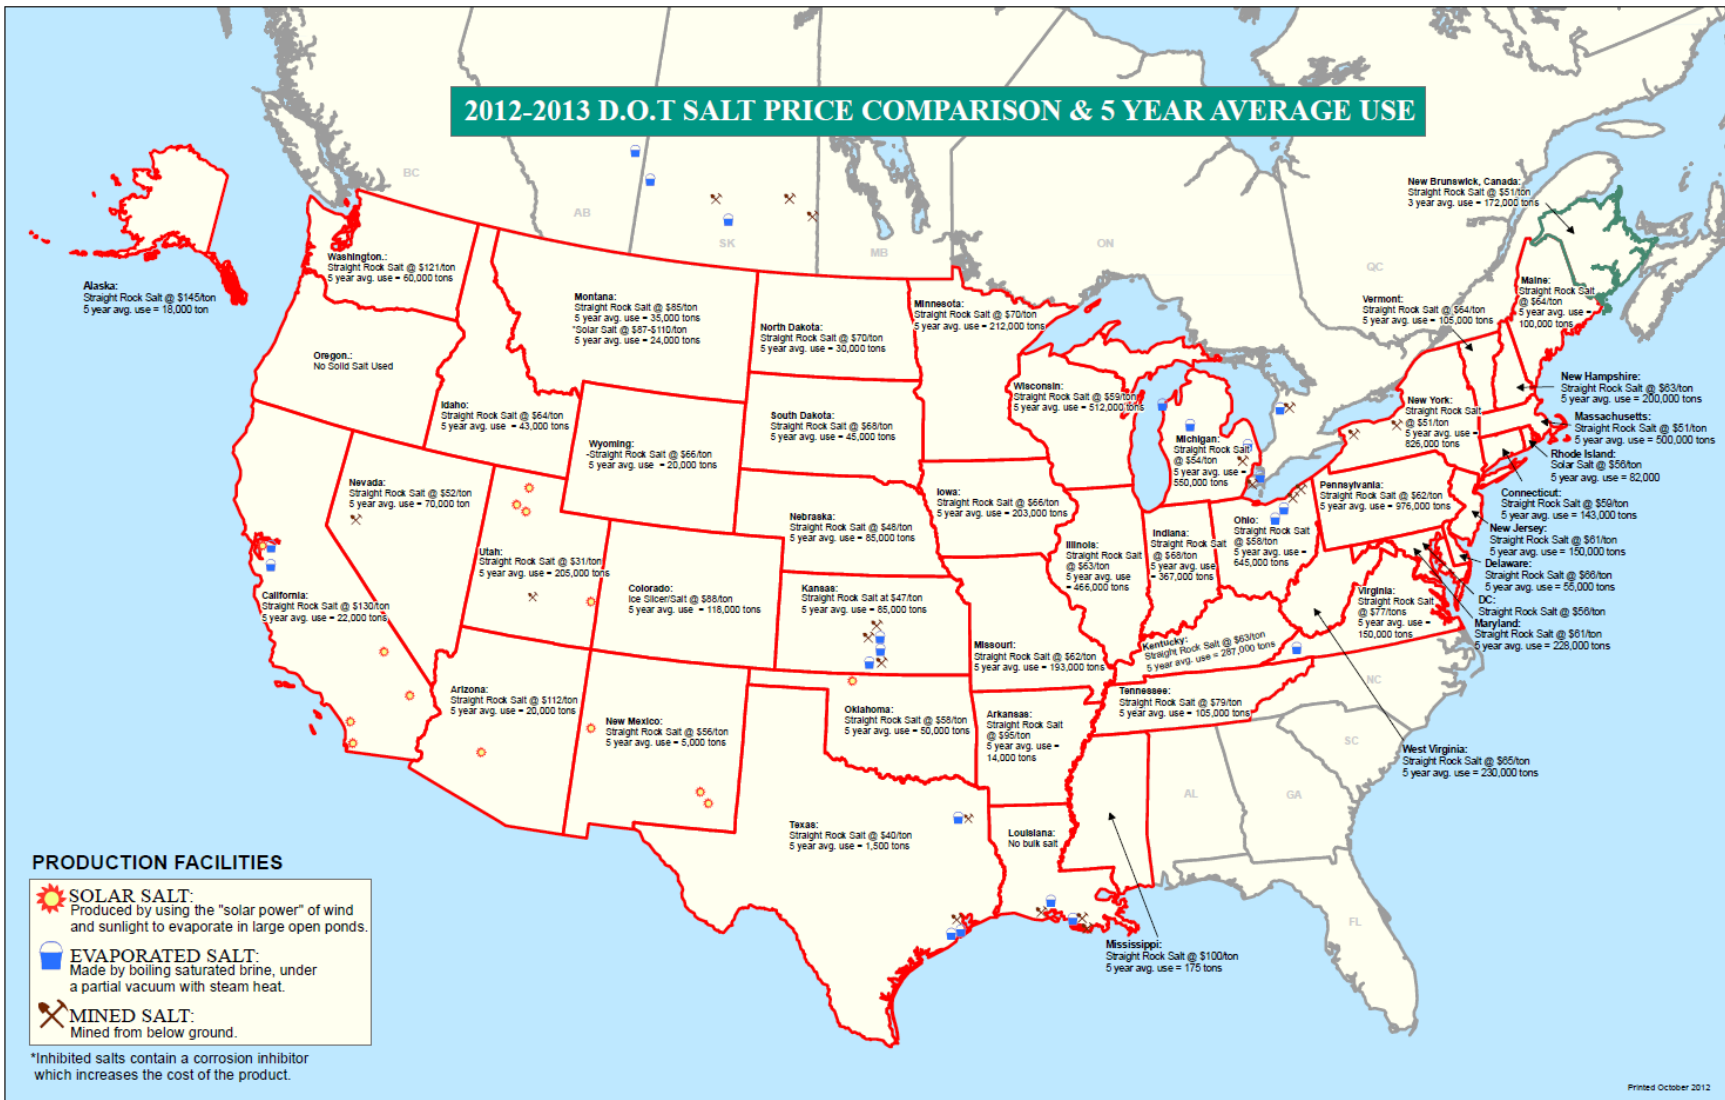 2012-2013 D.O.T SALT PRICE COMPARISON & 5 YEAR AVERAGE USE
BC
AB
SK
MB
ON
QC
New Brunswick, Canada:
Straight Rock Salt @ $51/ton
3 year avg. use = 172,000 tons
Alaska:
Straight Rock Salt @ $145/ton
5 year avg. use = 18,000 ton
Washington.:
Straight Rock Salt @ $121/ton
5 year avg. use = 60,000 tons
Montana:
Straight Rock Salt @ $85/ton
5 year avg. use = 35,000 tons
*Solar Salt @ $87-$110/ton
5 year avg. use = 24,000 tons
North Dakota:
Straight Rock Salt @ $70/ton
5 year avg. use = 30,000 tons
Minnesota:
Straight Rock Salt @ $70/ton
5 year avg. use = 212,000 tons
Vermont:
Straight Rock Salt @ $64/ton
5 year avg. use = 105,000 tons
Maine:
Straight Rock Salt
@ $64/ton
5 year avg. use =
100,000 tons
Oregon.:
No Solid Salt Used
Idaho:
Straight Rock Salt @ $64/ton
5 year avg. use = 43,000 tons
Wyoming:
-Straight Rock Salt @ $66/ton
5 year avg. use = 20,000 tons
South Dakota:
Straight Rock Salt @ $68/ton
5 year avg. use = 45,000 tons
Wisconsin:
Straight Rock Salt @ $59/ton
5 year avg. use = 512,000 tons
Michigan:
Straight Rock Salt
@ $54/ton
5 year avg. use =
550,000 tons
New York:
Straight Rock Salt
@ $51/ton
5 year avg. use =
826,000 tons
New Hampshire:
Straight Rock Salt @ $63/ton
5 year avg. use = 200,000 tons
Massachusetts:
Straight Rock Salt @ $51/ton
5 year avg. use = 500,000 tons
Rhode Island:
Solar Salt @ $56/ton
5 year avg. use = 82,000
Connecticut:
Straight Rock Salt @ $59/ton
5 year avg. use = 143,000 tons
New Jersey:
Straight Rock Salt @ $61/ton
5 year avg. use = 150,000 tons
Delaware:
Straight Rock Salt @ $66/ton
5 year avg. use = 55,000 tons
DC:
Straight Rock Salt @ $56/ton
Maryland:
Straight Rock Salt @ $61/ton
5 year avg. use = 228,000 tons
Nevada:
Straight Rock Salt @ $52/ton
5 year avg. use = 70,000 tons
Utah:
Straight Rock Salt @ $31/ton
5 year avg. use = 205,000 tons
Nebraska:
Straight Rock Salt @ $48/ton
5 year avg. use = 85,000 tons
Iowa:
Straight Rock Salt @ $66/ton
5 year avg. use = 203,000 tons
Illinois:
Straight Rock Salt
@ $63/ton
5 year avg. use
= 466,000 tons
Indiana:
Straight Rock Salt
@ $68/ton
5 year avg. use
= 367,000 tons
Ohio:
Straight Rock Salt
@ $58/ton
5 year avg. use =
645,000 tons
Pennsylvania:
Straight Rock Salt @ $62/ton
5 year avg. use = 976,000 tons
California:
Straight Rock Salt @ $130/ton
5 year avg. use = 22,000 tons
Colorado:
Ice Slicer/Salt @ $88/ton
5 year avg. use = 118,000 tons
Kansas:
Straight Rock Salt at $47/ton
5 year avg. use = 85,000 tons
Missouri:
Straight Rock Salt @ $62/ton
5 year avg. use = 193,000 tons
Kentucky:
Straight Rock Salt @ $63/ton
5 year avg. use = 287,000 tons
Virginia:
Straight Rock Salt
@ $77/ton
5 year avg. use =
150,000 tons
Arizona:
Straight Rock Salt @ $112/ton
5 year avg. use = 20,000 tons
New Mexico:
Straight Rock Salt @ $56/ton
5 year avg. use = 5,000 tons
Oklahoma:
Straight Rock Salt @ $58/ton
5 year avg. use = 50,000 tons
Arkansas:
Straight Rock Salt
@ $95/ton
5 year avg. use =
14,000 tons
Tennessee:
Straight Rock Salt @ $79/ton
5 year avg. use = 105,000 tons
NC
SC
West Virginia:
Straight Rock Salt @ $65/ton
5 year avg. use = 230,000 tons
Texas:
Straight Rock Salt @ $40/ton
5 year avg. use = 1,500 tons
Louisiana:
No bulk salt
AL
GA
FL
Mississippi:
Straight Rock Salt @ $100/ton
5 year avg. use = 175 tons
PRODUCTION FACILITIES
SOLAR SALT:
Produced by using the "solar power" of wind
and sunlight to evaporate in large open ponds.
EVAPORATED SALT:
Made by boiling saturated brine, under
a partial vacuum with steam heat.
MINED SALT:
Mined from below ground.
*Inhibited salts contain a corrosion inhibitor
which increases the cost of the product.
Printed October 2012